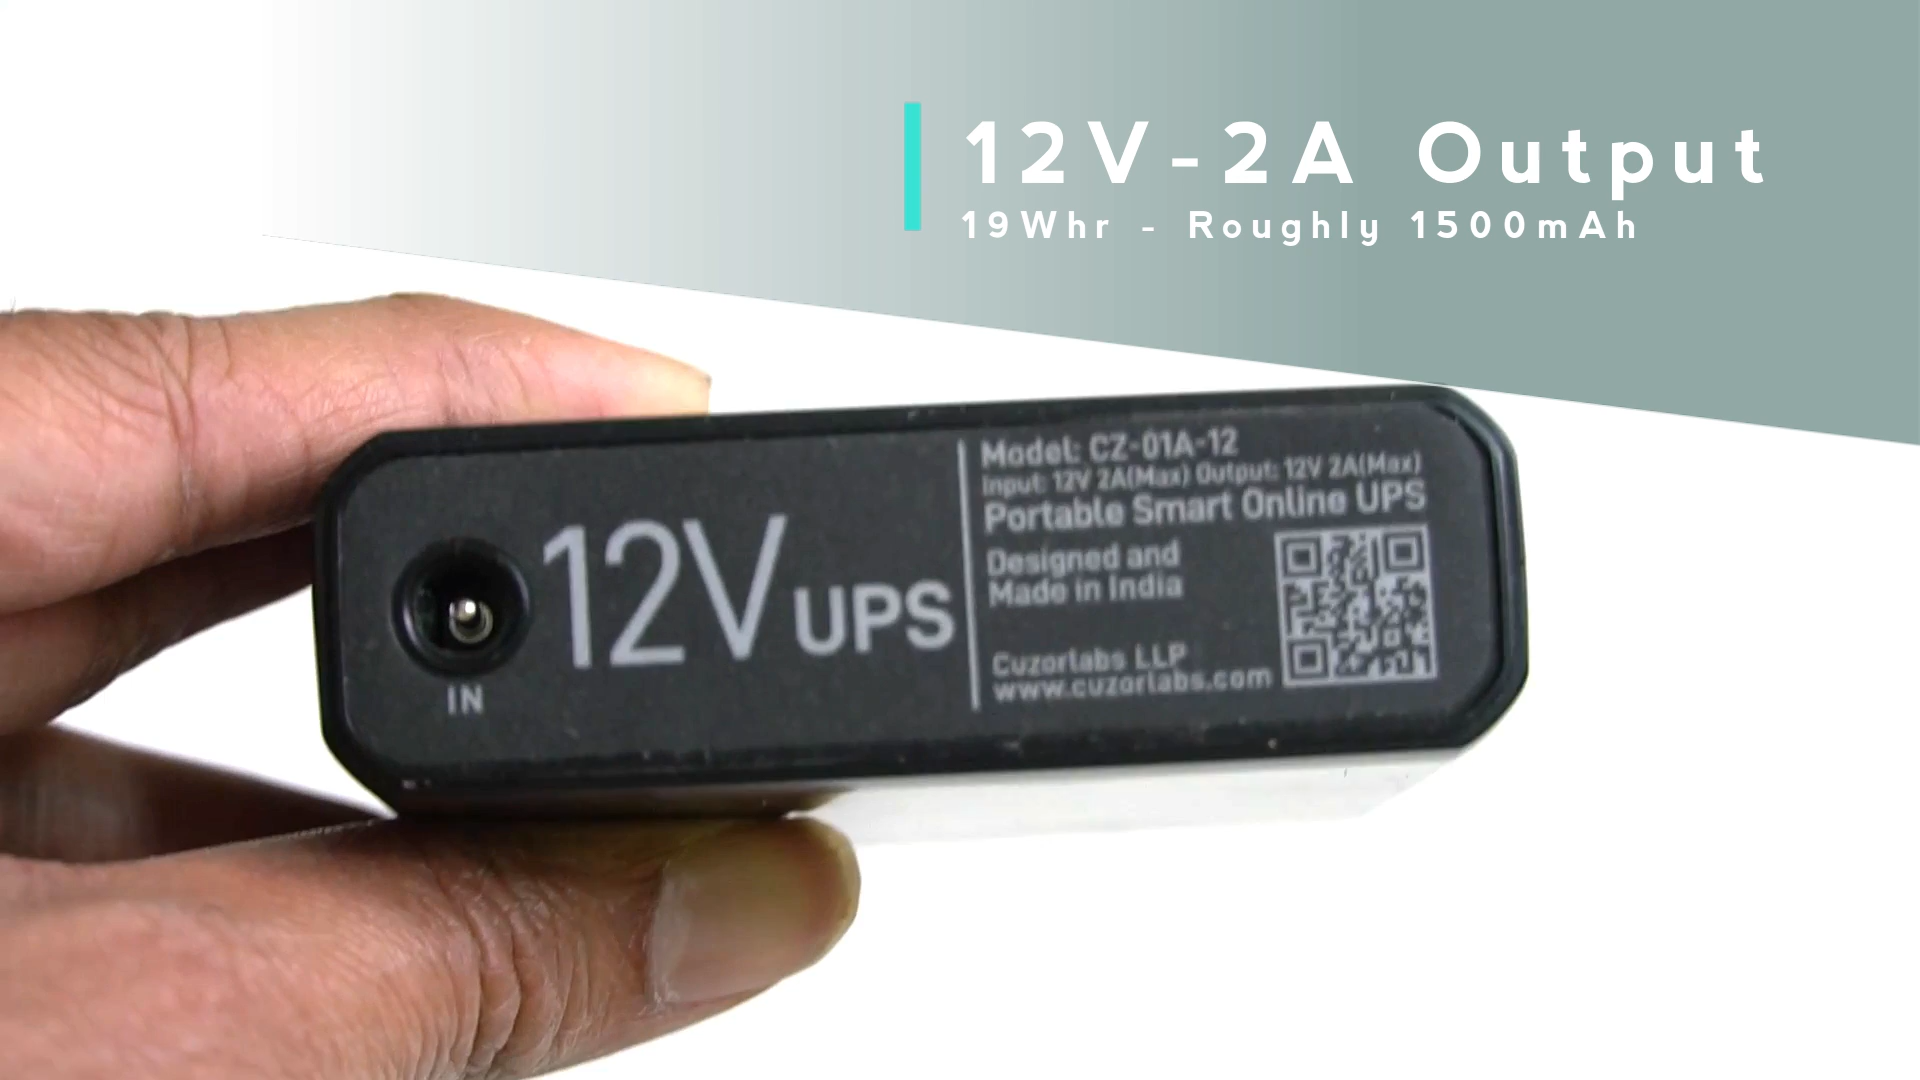 12V-2A Output
19Whr - Roughly 1500mAh
IN
12V UPS
Model: CZ-01A-12
Input: 12V 2A(Max) Output: 12V 2A(Max)
Portable Smart Online UPS
Designed and
Made in India
Cuzorlabs LLP
www.cuzorlabs.com